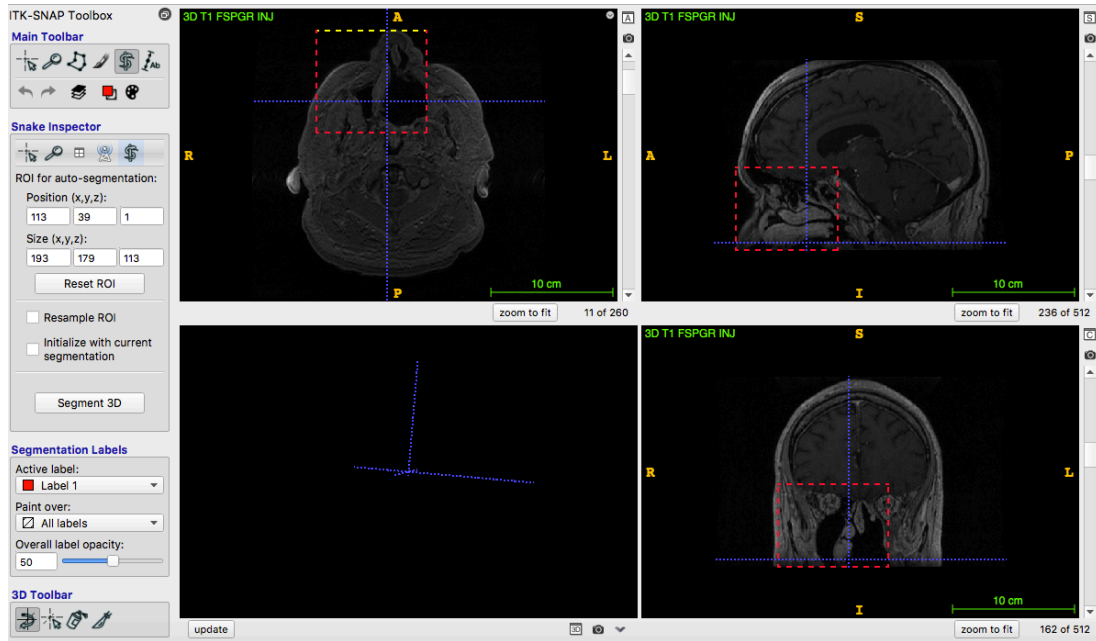 ITK-SNAP Toolbox
Main Toolbar
Ab
Snake Inspector
ROI for auto-segmentation:
Position (x,y,z):
113 39 1
Size (x,y,z):
193 179 113
Reset ROI
Resample ROI
Initialize with current
segmentation
Segment 3D
Segmentation Labels
Active label:
Label 1
Paint over:
All labels
Overall label opacity:
50
3D Toolbar
3D T1 FSPGR INJ
A
R
L
P
10 cm
A
zoom to fit 11 of 260
3D T1 FSPGR INJ
S
A
P
I
10 cm
S
zoom to fit 236 of 512
update
3D
3D T1 FSPGR INJ
S
R
L
I
10 cm
C
zoom to fit 162 of 512